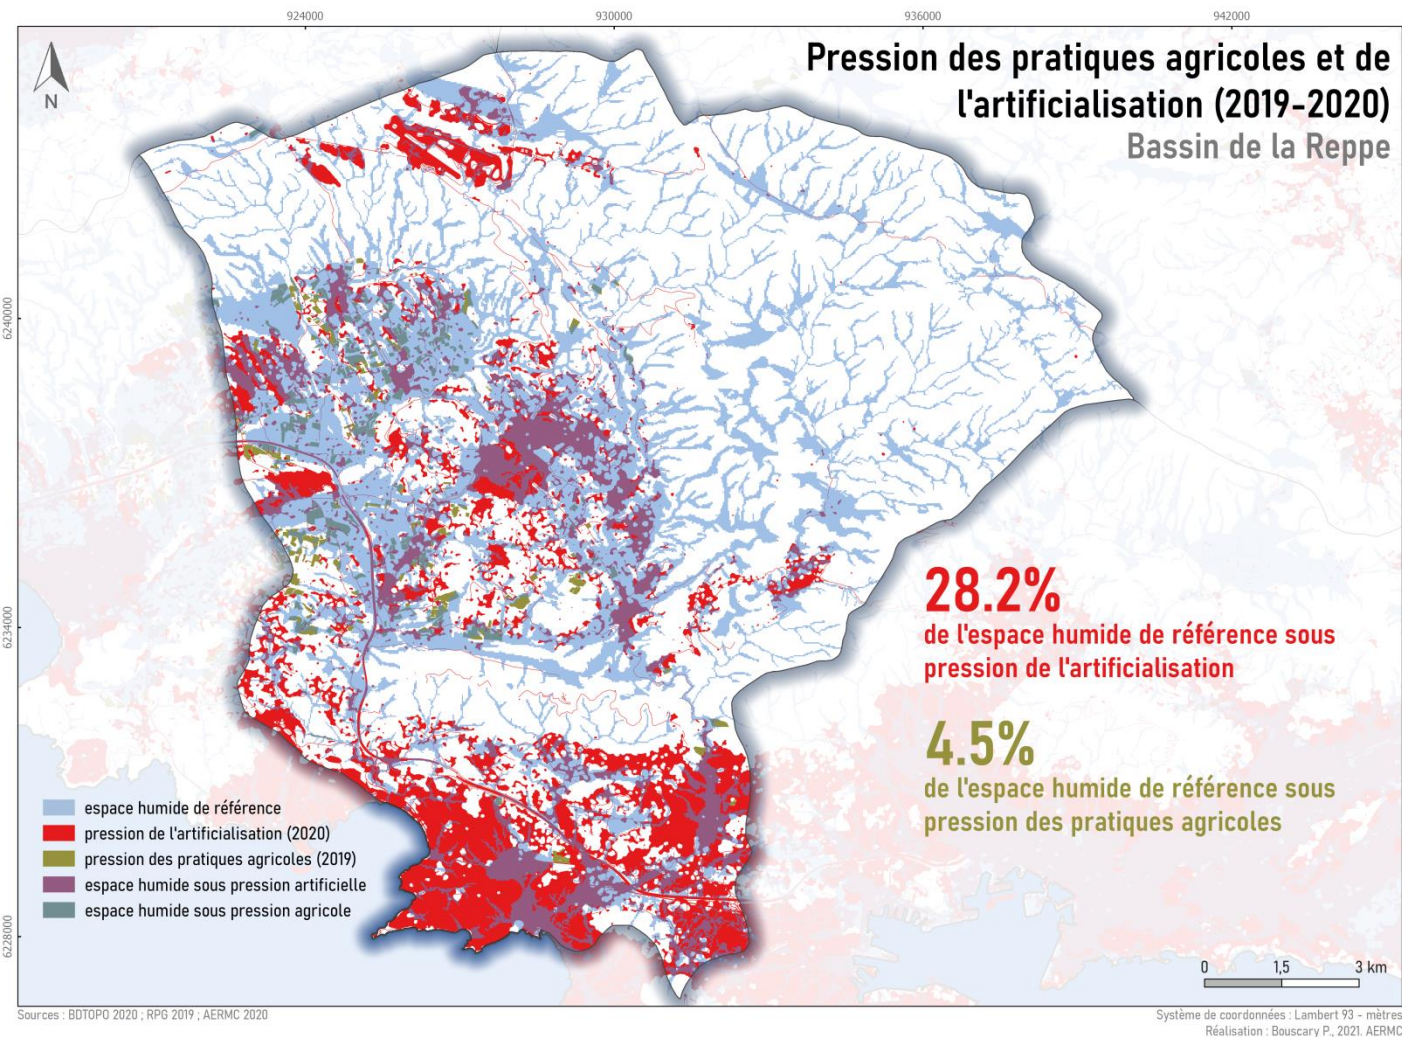 924000
930000
936000
942000
Pression des pratiques agricoles et de
l'artificialisation (2019-2020)
Bassin de la Reppe
N
6240000
6234000
6228000
28.2%
de l'espace humide de référence sous
pression de l'artificialisation
4.5%
de l'espace humide de référence sous
pression des pratiques agricoles
espace humide de référence
pression de l'artificialisation (2020)
pression des pratiques agricoles (2019)
espace humide sous pression artificielle
espace humide sous pression agricole
0 1,5 3 km
Sources : BDTOPO 2020 ; RPG 2019 ; AERMC 2020
Système de coordonnées : Lambert 93 - mètres
Réalisation : Bouscary P., 2021. AERMC